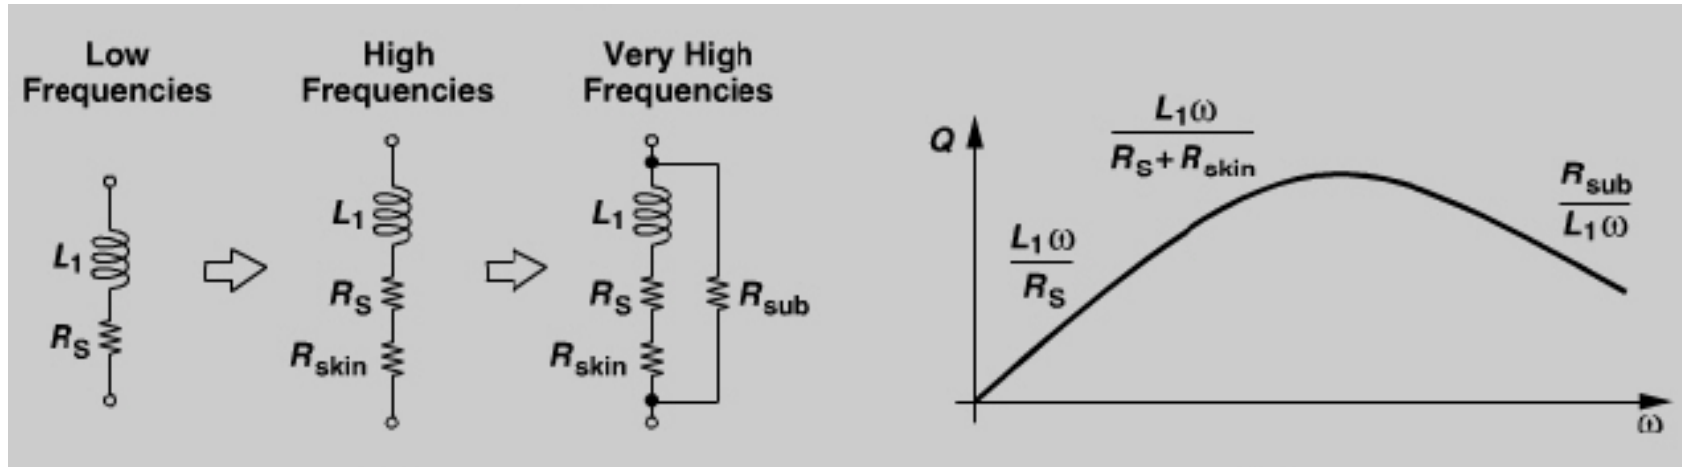 Low
Frequencies
L1
RS
High
Frequencies
L1
RS
Rskin
Very High
Frequencies
L1
RS
Rskin
Rsub
Q
L1ω
RS
L1ω
RS + Rskin
Rsub
L1ω
ω